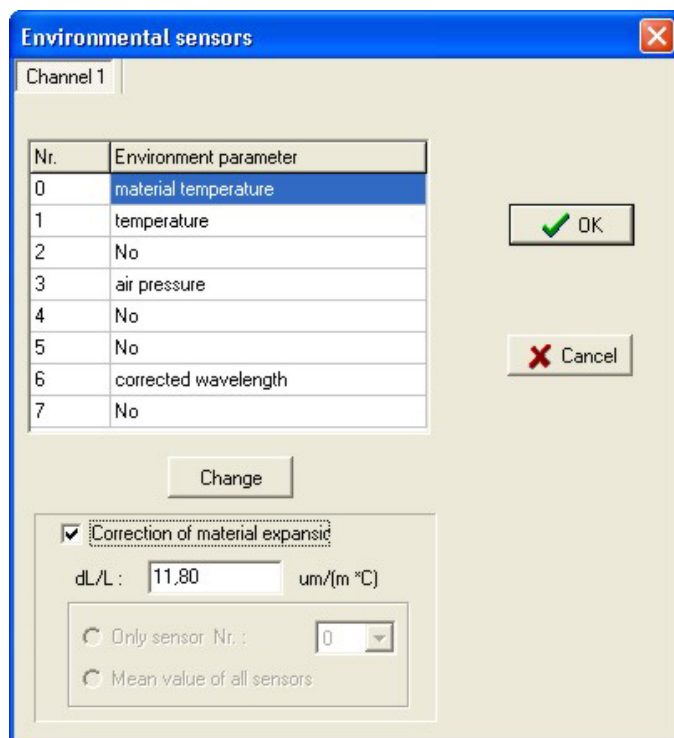 Environmental sensors
Channel 1
Nr. Environment parameter
0 material temperature
1 temperature
2 No
3 air pressure
4 No
5 No
6 corrected wavelength
7 No
OK
Cancel
Change
Correction of material expansic
dL/L : 11,80 um/(m *C)
Only sensor Nr. : 0
Mean value of all sensors